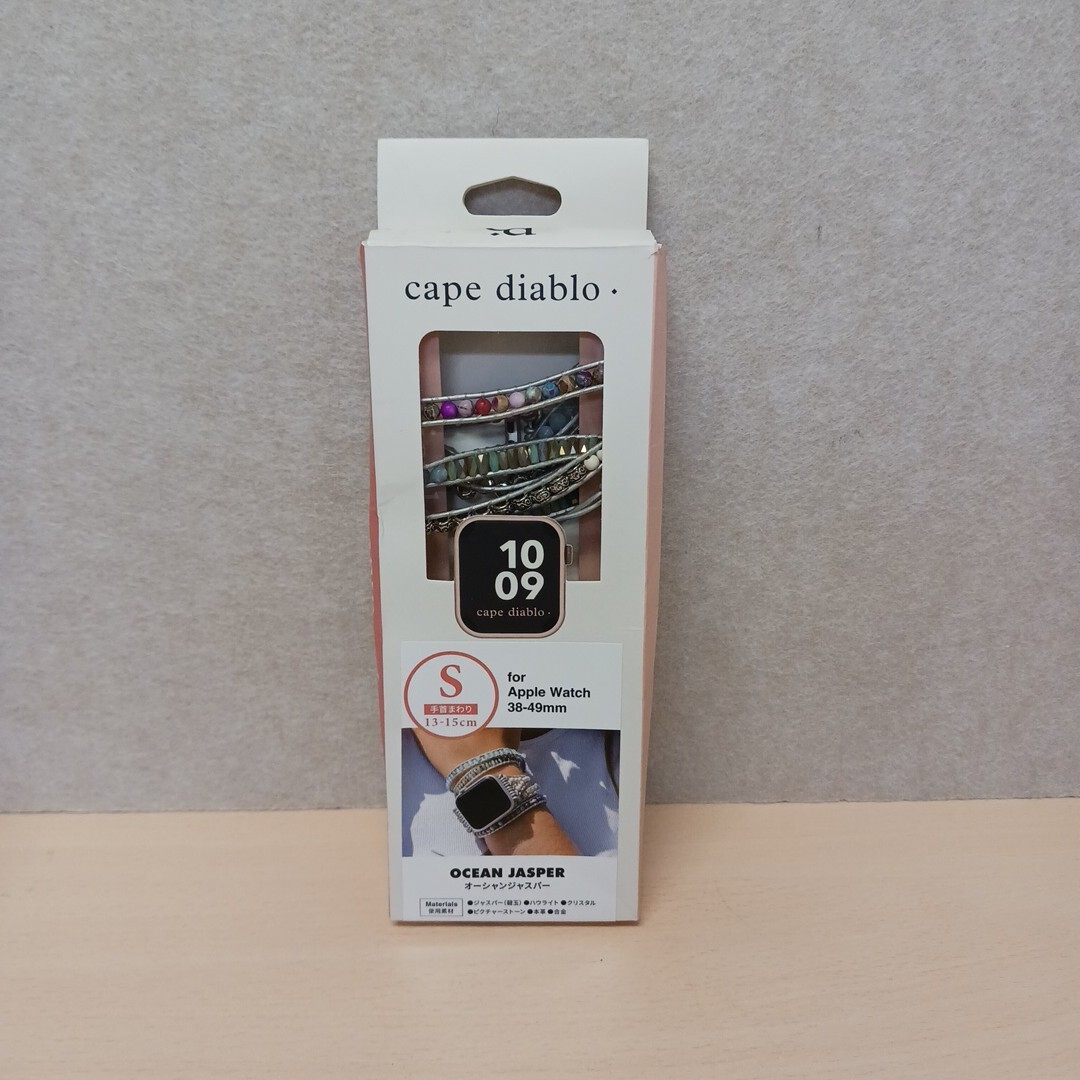 D.
cape diablo
10
09
cape diablo
S
手首まわり
13-15cm
for
Apple Watch
38-49mm
OCEAN JASPER
オーシャンジャスパー
Materials
使用素材
●ジャスパー(碧玉) ●ハウライト ●クリスタル
●ピクチャーストーン ●本革 ●合金